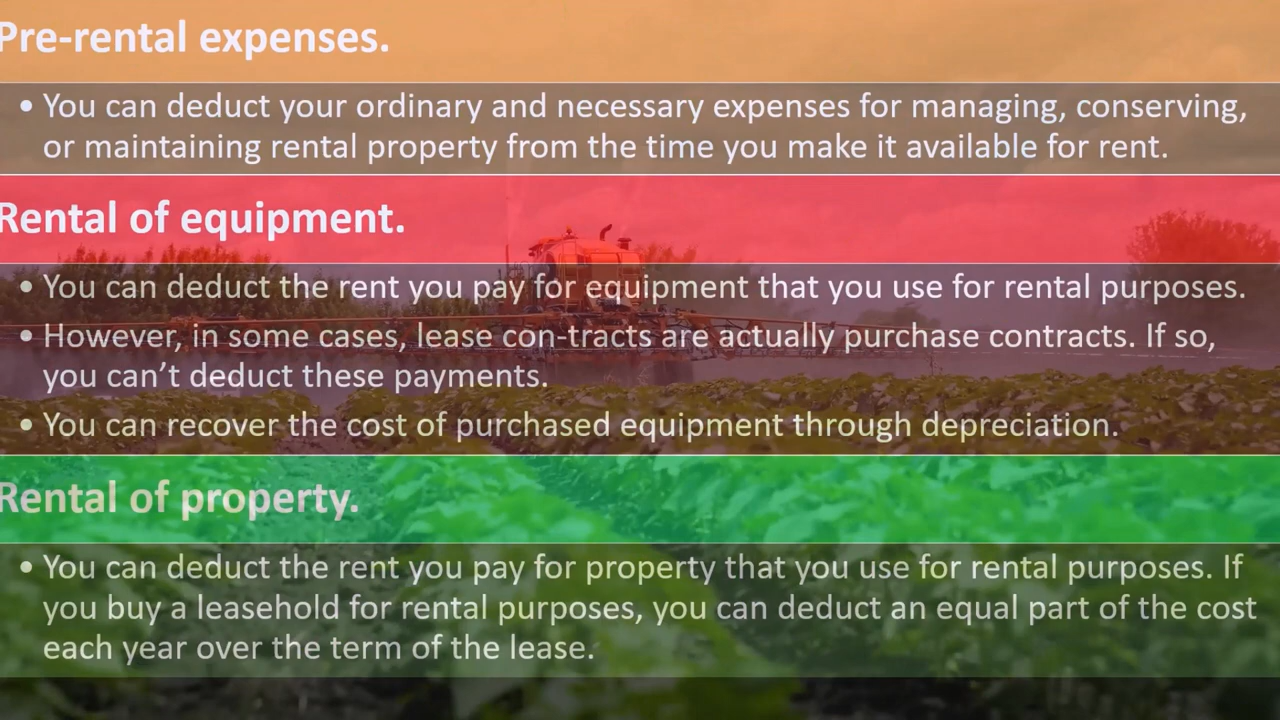 Pre-rental expenses.
• You can deduct your ordinary and necessary expenses for managing, conserving,
or maintaining rental property from the time you make it available for rent.
Rental of equipment.
• You can deduct the rent you pay for equipment that you use for rental purposes.
• However, in some cases, lease con-tracts are actually purchase contracts. If so,
you can’t deduct these payments.
• You can recover the cost of purchased equipment through depreciation.
Rental of property.
• You can deduct the rent you pay for property that you use for rental purposes. If
you buy a leasehold for rental purposes, you can deduct an equal part of the cost
each year over the term of the lease.